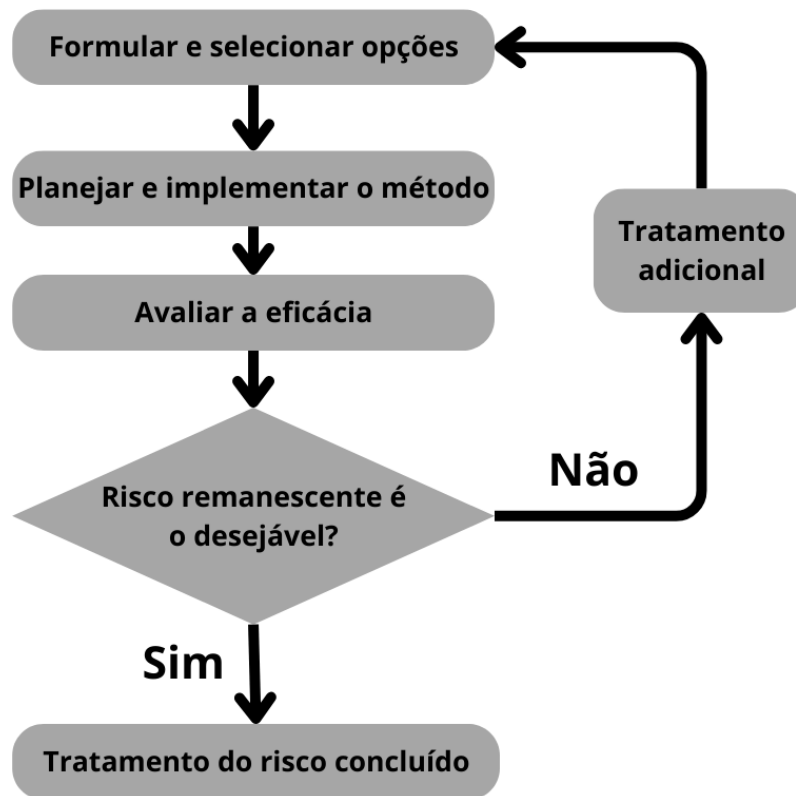 Formular e selecionar opções
Planejar e implementar o método
Tratamento
adicional
Avaliar a eficácia
Não
Risco remanescente é
o desejável?
Sim
Tratamento do risco concluído